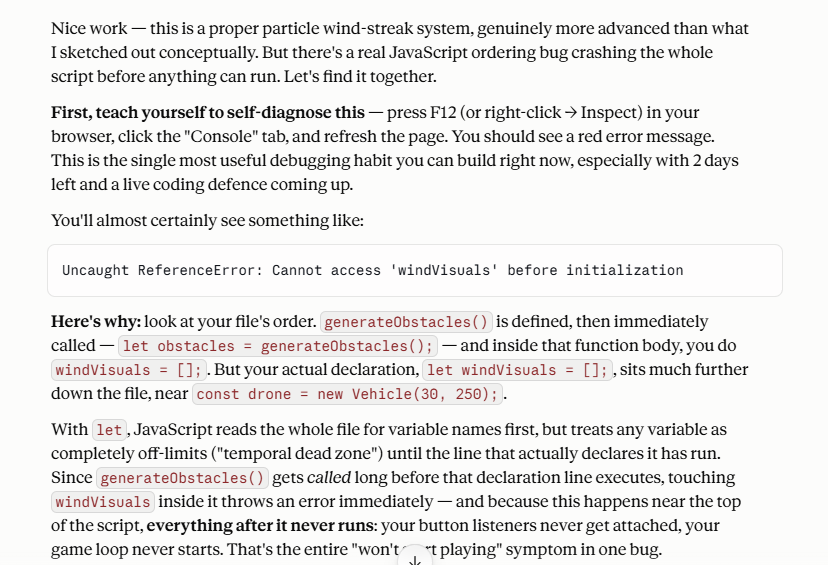 Nice work — this is a proper particle wind-streak system, genuinely more advanced than what
I sketched out conceptually. But there's a real JavaScript ordering bug crashing the whole
script before anything can run. Let's find it together.
First, teach yourself to self-diagnose this — press F12 (or right-click → Inspect) in your
browser, click the "Console" tab, and refresh the page. You should see a red error message.
This is the single most useful debugging habit you can build right now, especially with 2 days
left and a live coding defence coming up.
You'll almost certainly see something like:
Uncaught ReferenceError: Cannot access 'windVisuals' before initialization
Here's why: look at your file's order. generateObstacles() is defined, then immediately
called — let obstacles = generateObstacles(); — and inside that function body, you do
windVisuals = [];. But your actual declaration, let windVisuals = [];, sits much further
down the file, near const drone = new Vehicle(30, 250);.
With let, JavaScript reads the whole file for variable names first, but treats any variable as
completely off-limits ("temporal dead zone") until the line that actually declares it has run.
Since generateObstacles() gets called long before that declaration line executes, touching
windVisuals inside it throws an error immediately — and because this happens near the top
of the script, everything after it never runs: your button listeners never get attached, your
game loop never starts. That's the entire "won't playing" symptom in one bug.